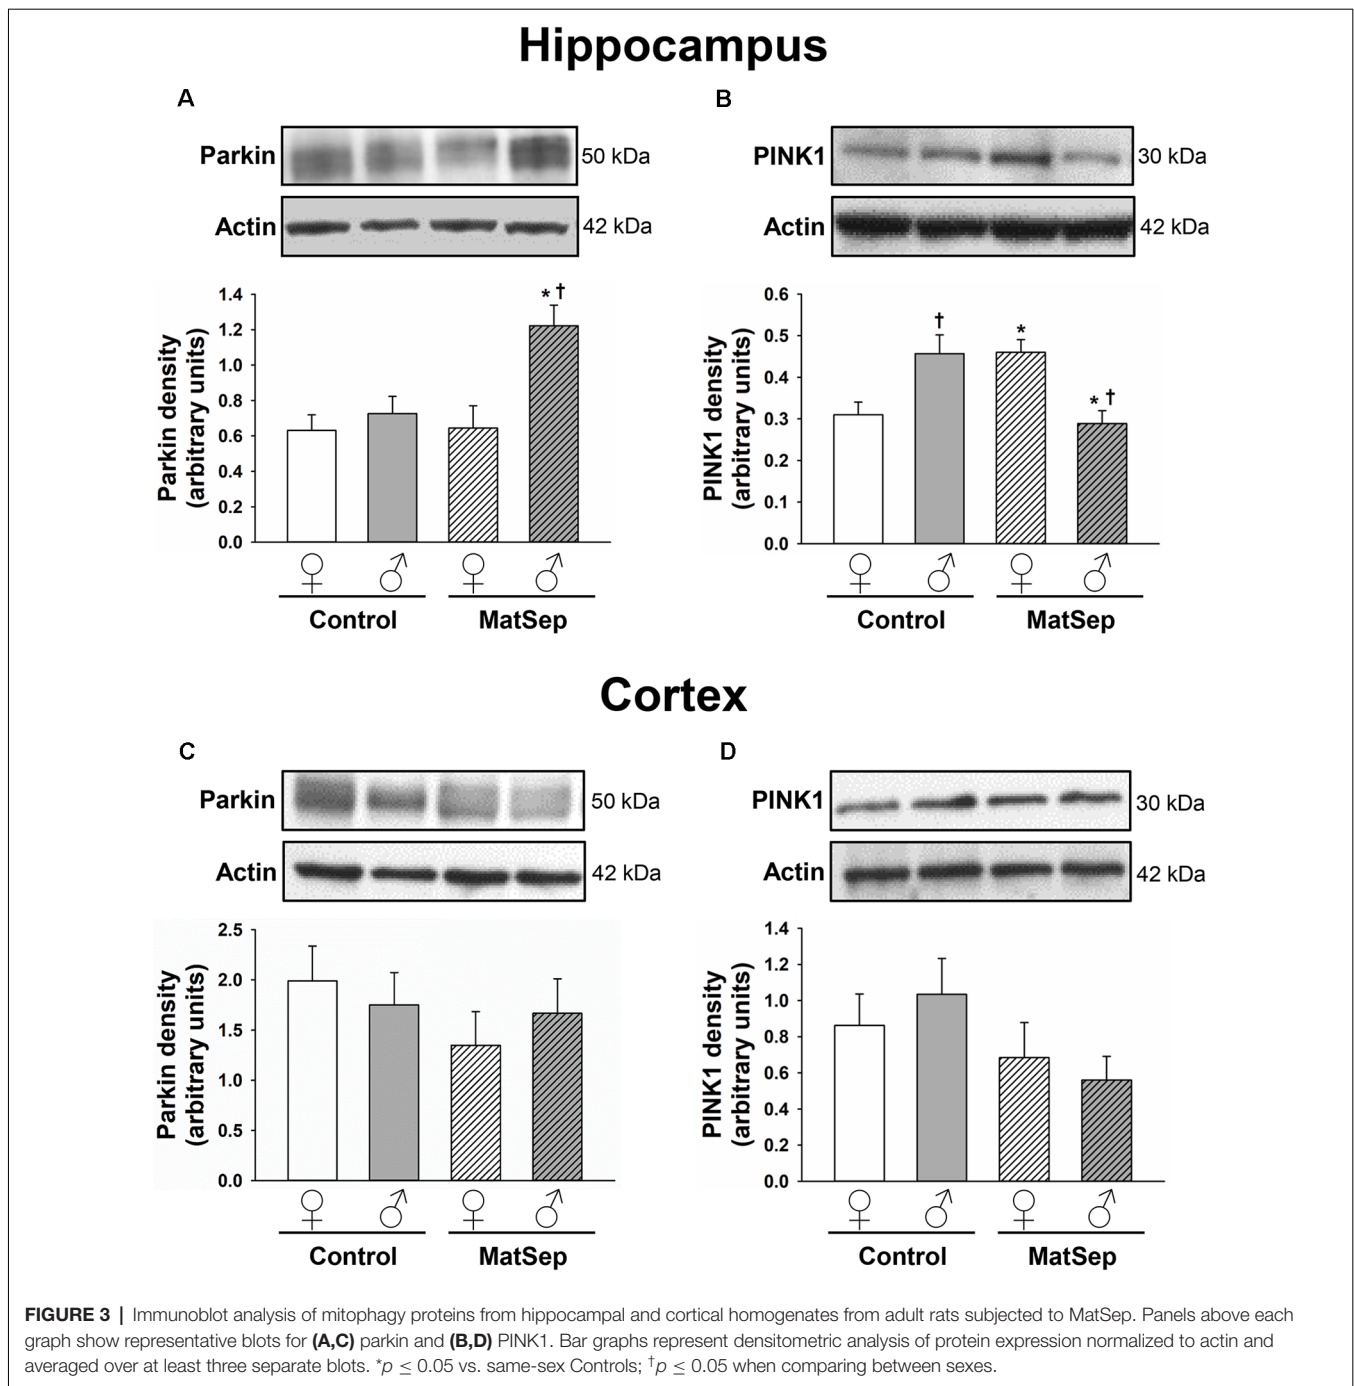 Hippocampus
A
Parkin
50 kDa
Actin
42 kDa
1.4
1.2
1.0
0.8
0.6
0.4
0.2
0.0
Parkin density
(arbitrary units)
* †
♀ ♂ ♀ ♂
Control MatSep
B
PINK1
30 kDa
Actin
42 kDa
0.6
0.5
0.4
0.3
0.2
0.1
0.0
PINK1 density
(arbitrary units)
†
*
* †
♀ ♂ ♀ ♂
Control MatSep
Cortex
C
Parkin
50 kDa
Actin
42 kDa
2.5
2.0
1.5
1.0
0.5
0.0
Parkin density
(arbitrary units)
♀ ♂ ♀ ♂
Control MatSep
D
PINK1
30 kDa
Actin
42 kDa
1.4
1.2
1.0
0.8
0.6
0.4
0.2
0.0
PINK1 density
(arbitrary units)
♀ ♂ ♀ ♂
Control MatSep
FIGURE 3 | Immunoblot analysis of mitophagy proteins from hippocampal and cortical homogenates from adult rats subjected to MatSep. Panels above each
graph show representative blots for (A,C) parkin and (B,D) PINK1. Bar graphs represent densitometric analysis of protein expression normalized to actin and
averaged over at least three separate blots. *p ≤ 0.05 vs. same-sex Controls; †p ≤ 0.05 when comparing between sexes.